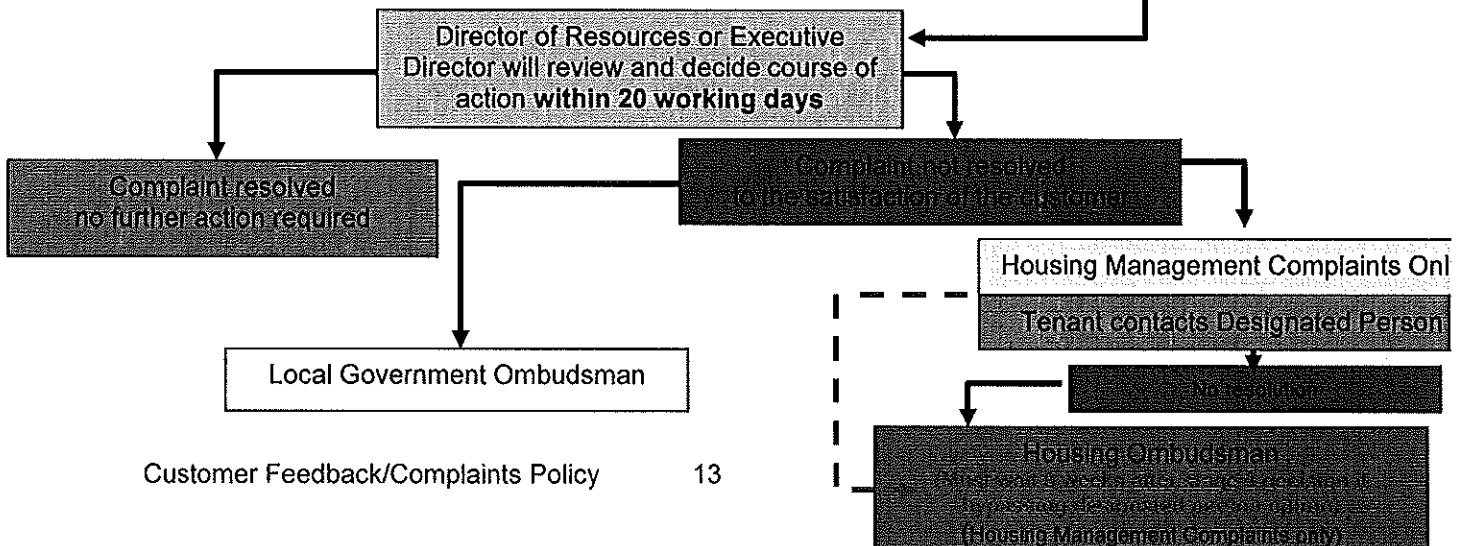 Director of Resources or Executive
Director will review and decide course of
action within 20 working days
Complaint resolved
no further action required
Complaint not resolved
to the satisfaction of the customer
Housing Management Complaints Onl
Tenant contacts Designated Person
Local Government Ombudsman
No resolution
Housing Ombudsman
(Housing Management Complaints only)
Customer Feedback/Complaints Policy 13